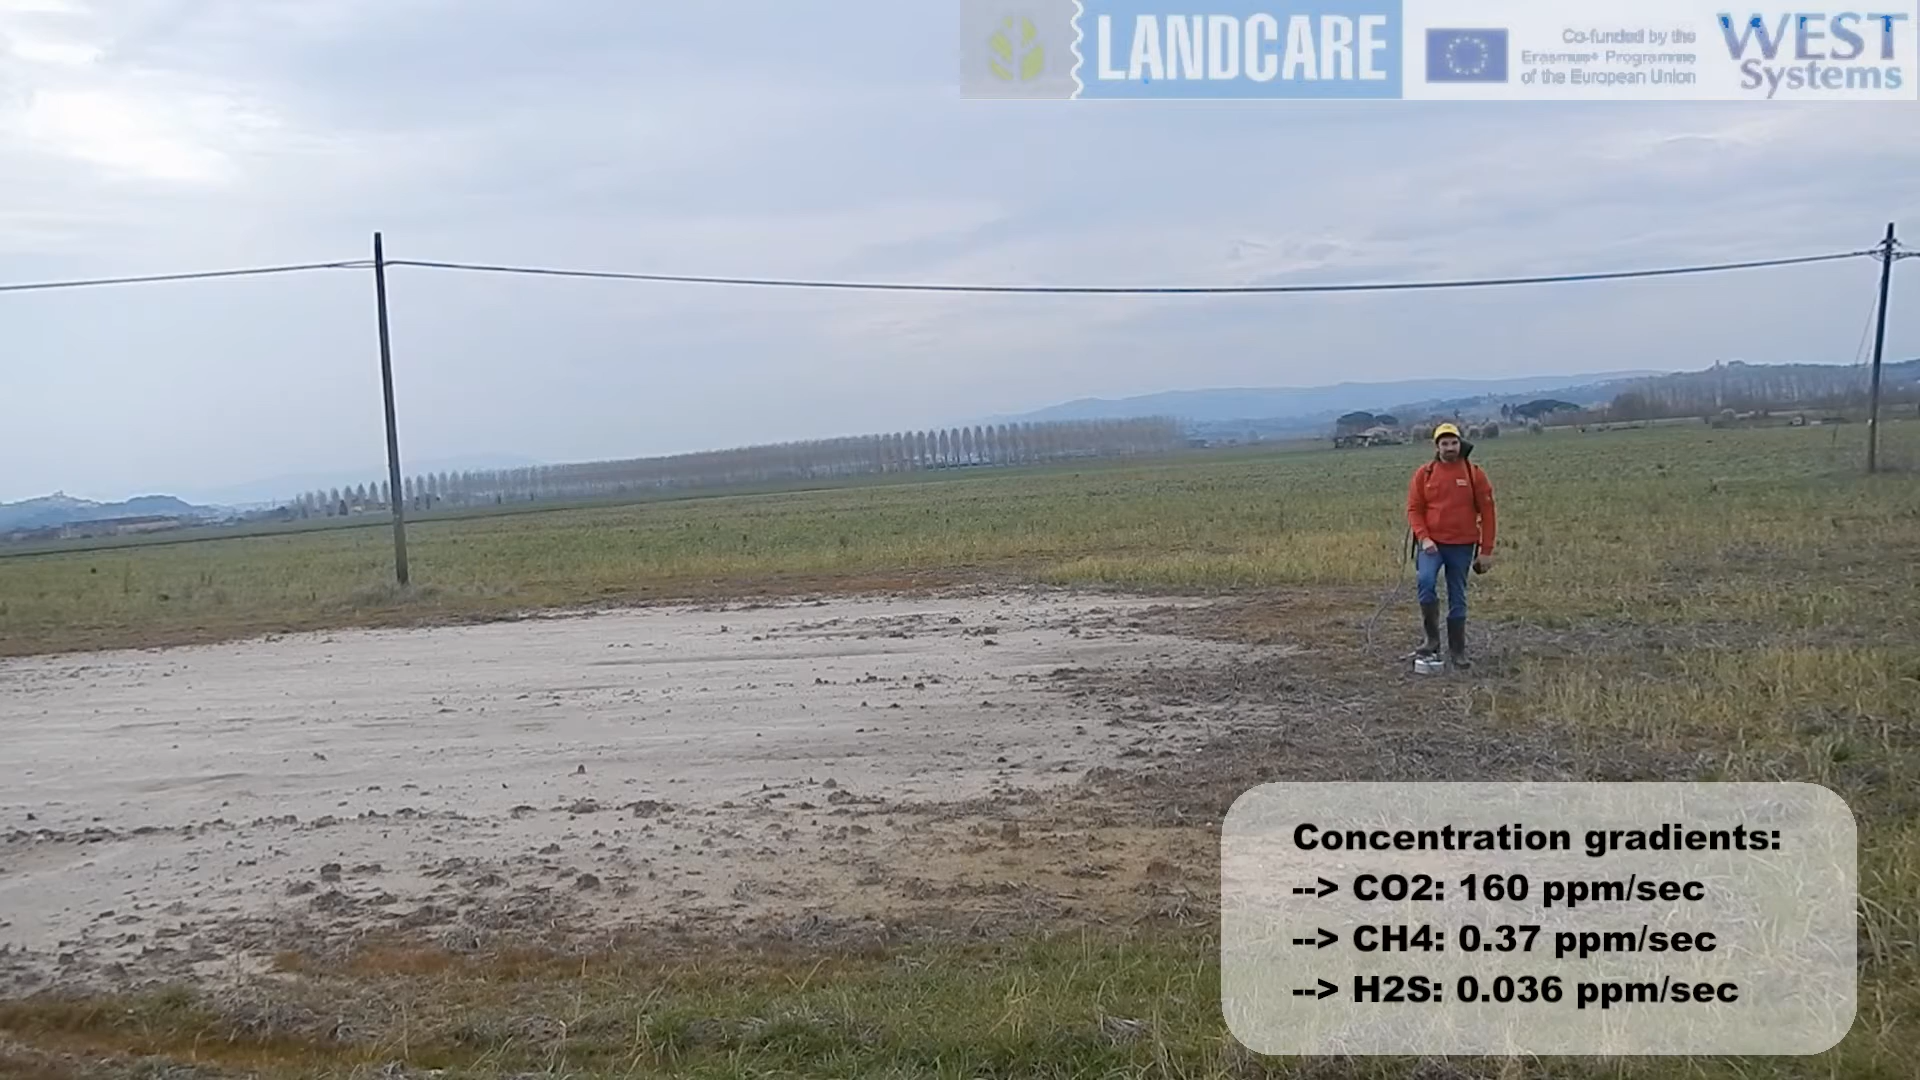 LANDCARE
Co-funded by the
Erasmus+ Programme
of the European Union
WEST
Systems
Concentration gradients:
--> CO2: 160 ppm/sec
--> CH4: 0.37 ppm/sec
--> H2S: 0.036 ppm/sec